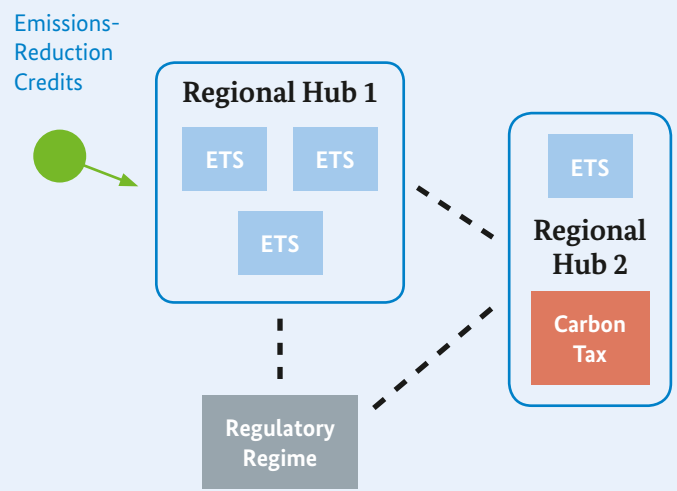 Emissions-
Reduction
Credits
Regional Hub 1
ETS
ETS
ETS
ETS
Regional
Hub 2
Carbon
Tax
Regulatory
Regime